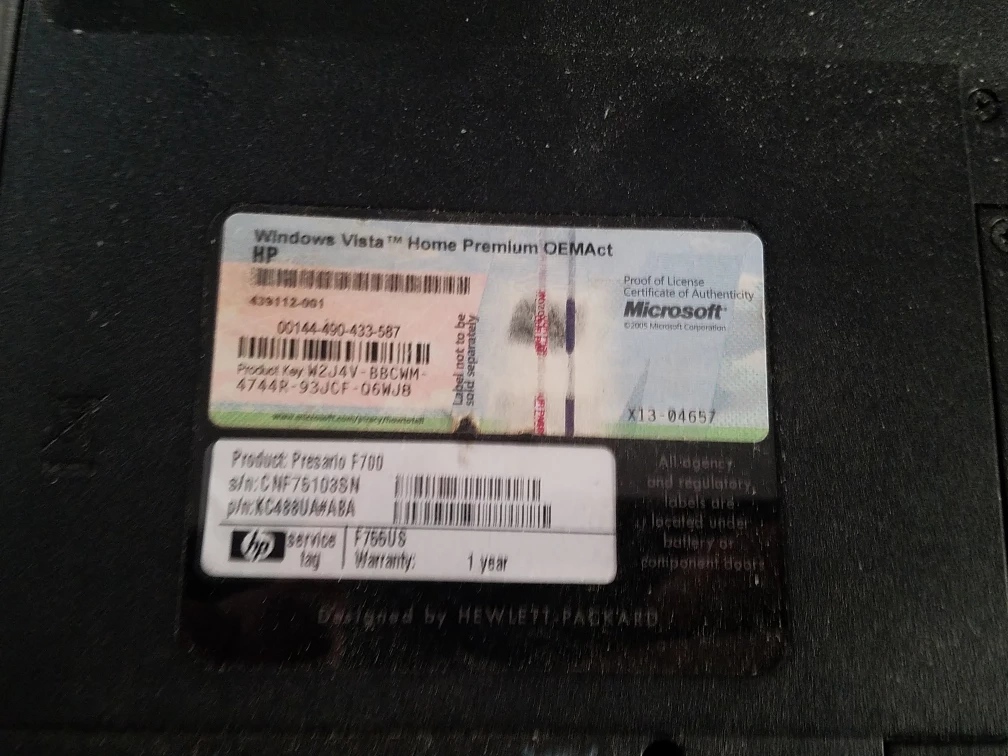 Windows Vista™ Home Premium OEMAct
HP
439112-001
00144-490-433-587
Product Key W2J4V-BBCWM-
4744R-93JCF-Q6WJ8
Label not to be
sold separately
Proof of License
Certificate of Authenticity
Microsoft
©2005 Microsoft Corporation
X13-04657
Product: Presario F700
s/n: CNF75103SN
p/n: KC488UA#ABA
hp service
tag
F755US
Warranty: 1 year
All agency
and regulatory
labels are
located under
battery or
component doors
Designed by HEWLETT-PACKARD